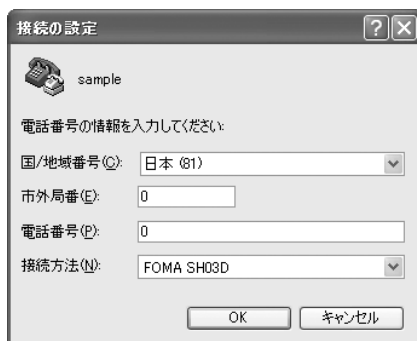 接続の設定
sample
電話番号の情報を入力してください:
国/地域番号(C): 日本 (81)
市外局番(E): 0
電話番号(P): 0
接続方法(N): FOMA SH03D
OK キャンセル